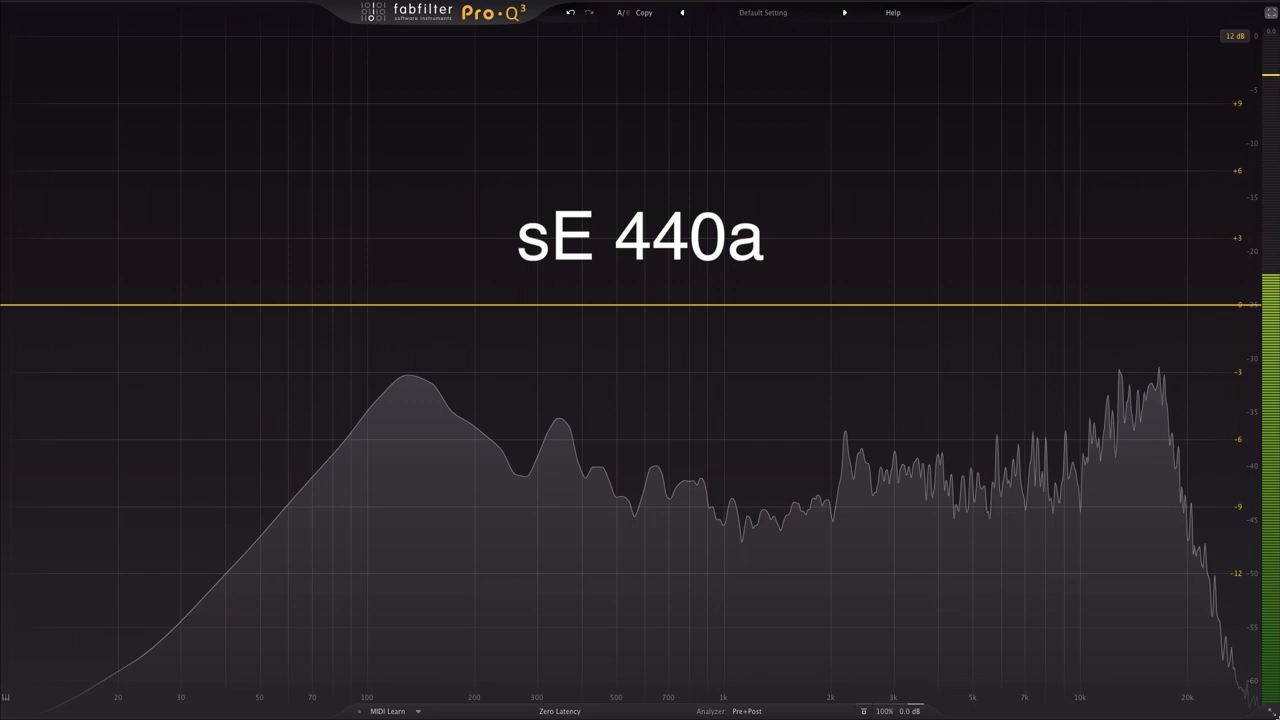 fabfilter Pro·Q³
software instruments
A/B Copy Default Setting Help
12 dB 0 0.0
-5
+9
-10
+6
-15
sE 440a
+3
-20
0 -25
-30
-3
-35
-6
-40
-9
-45
-12 -50
-55
-60
20 30 50 70 100 200 300 500 700 1k 2k 3k 5k 7k 10k 20k
MIDI Learn Zero Latency Analyzer: Pre+Post 100% 0.0 dB